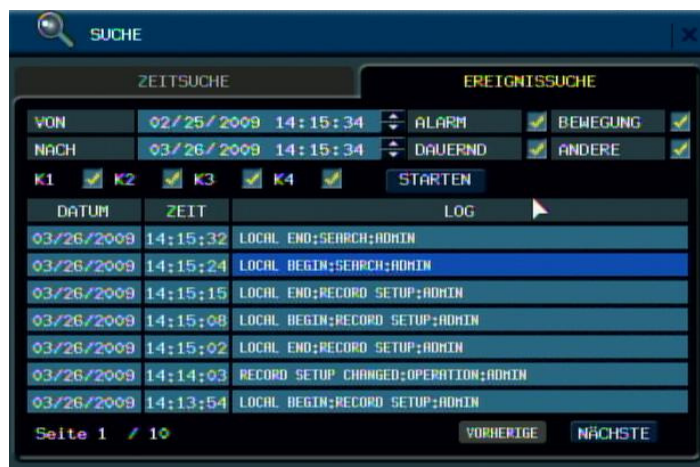 SUCHE
ZEITSUCHE EREIGNISSUCHE
VON 02/25/2009 14:15:34 ALARM BEWEGUNG
NACH 03/26/2009 14:15:34 DAUERND ANDERE
K1 K2 K3 K4 STARTEN
DATUM ZEIT LOG
03/26/2009 14:15:32 LOCAL END;SEARCH;ADMIN
03/26/2009 14:15:24 LOCAL BEGIN;SEARCH;ADMIN
03/26/2009 14:15:15 LOCAL END;RECORD SETUP;ADMIN
03/26/2009 14:15:08 LOCAL BEGIN;RECORD SETUP;ADMIN
03/26/2009 14:15:02 LOCAL END;RECORD SETUP;ADMIN
03/26/2009 14:14:03 RECORD SETUP CHANGED;OPERATION;ADMIN
03/26/2009 14:13:54 LOCAL BEGIN;RECORD SETUP;ADMIN
Seite 1 / 10 VORHERIGE NÄCHSTE